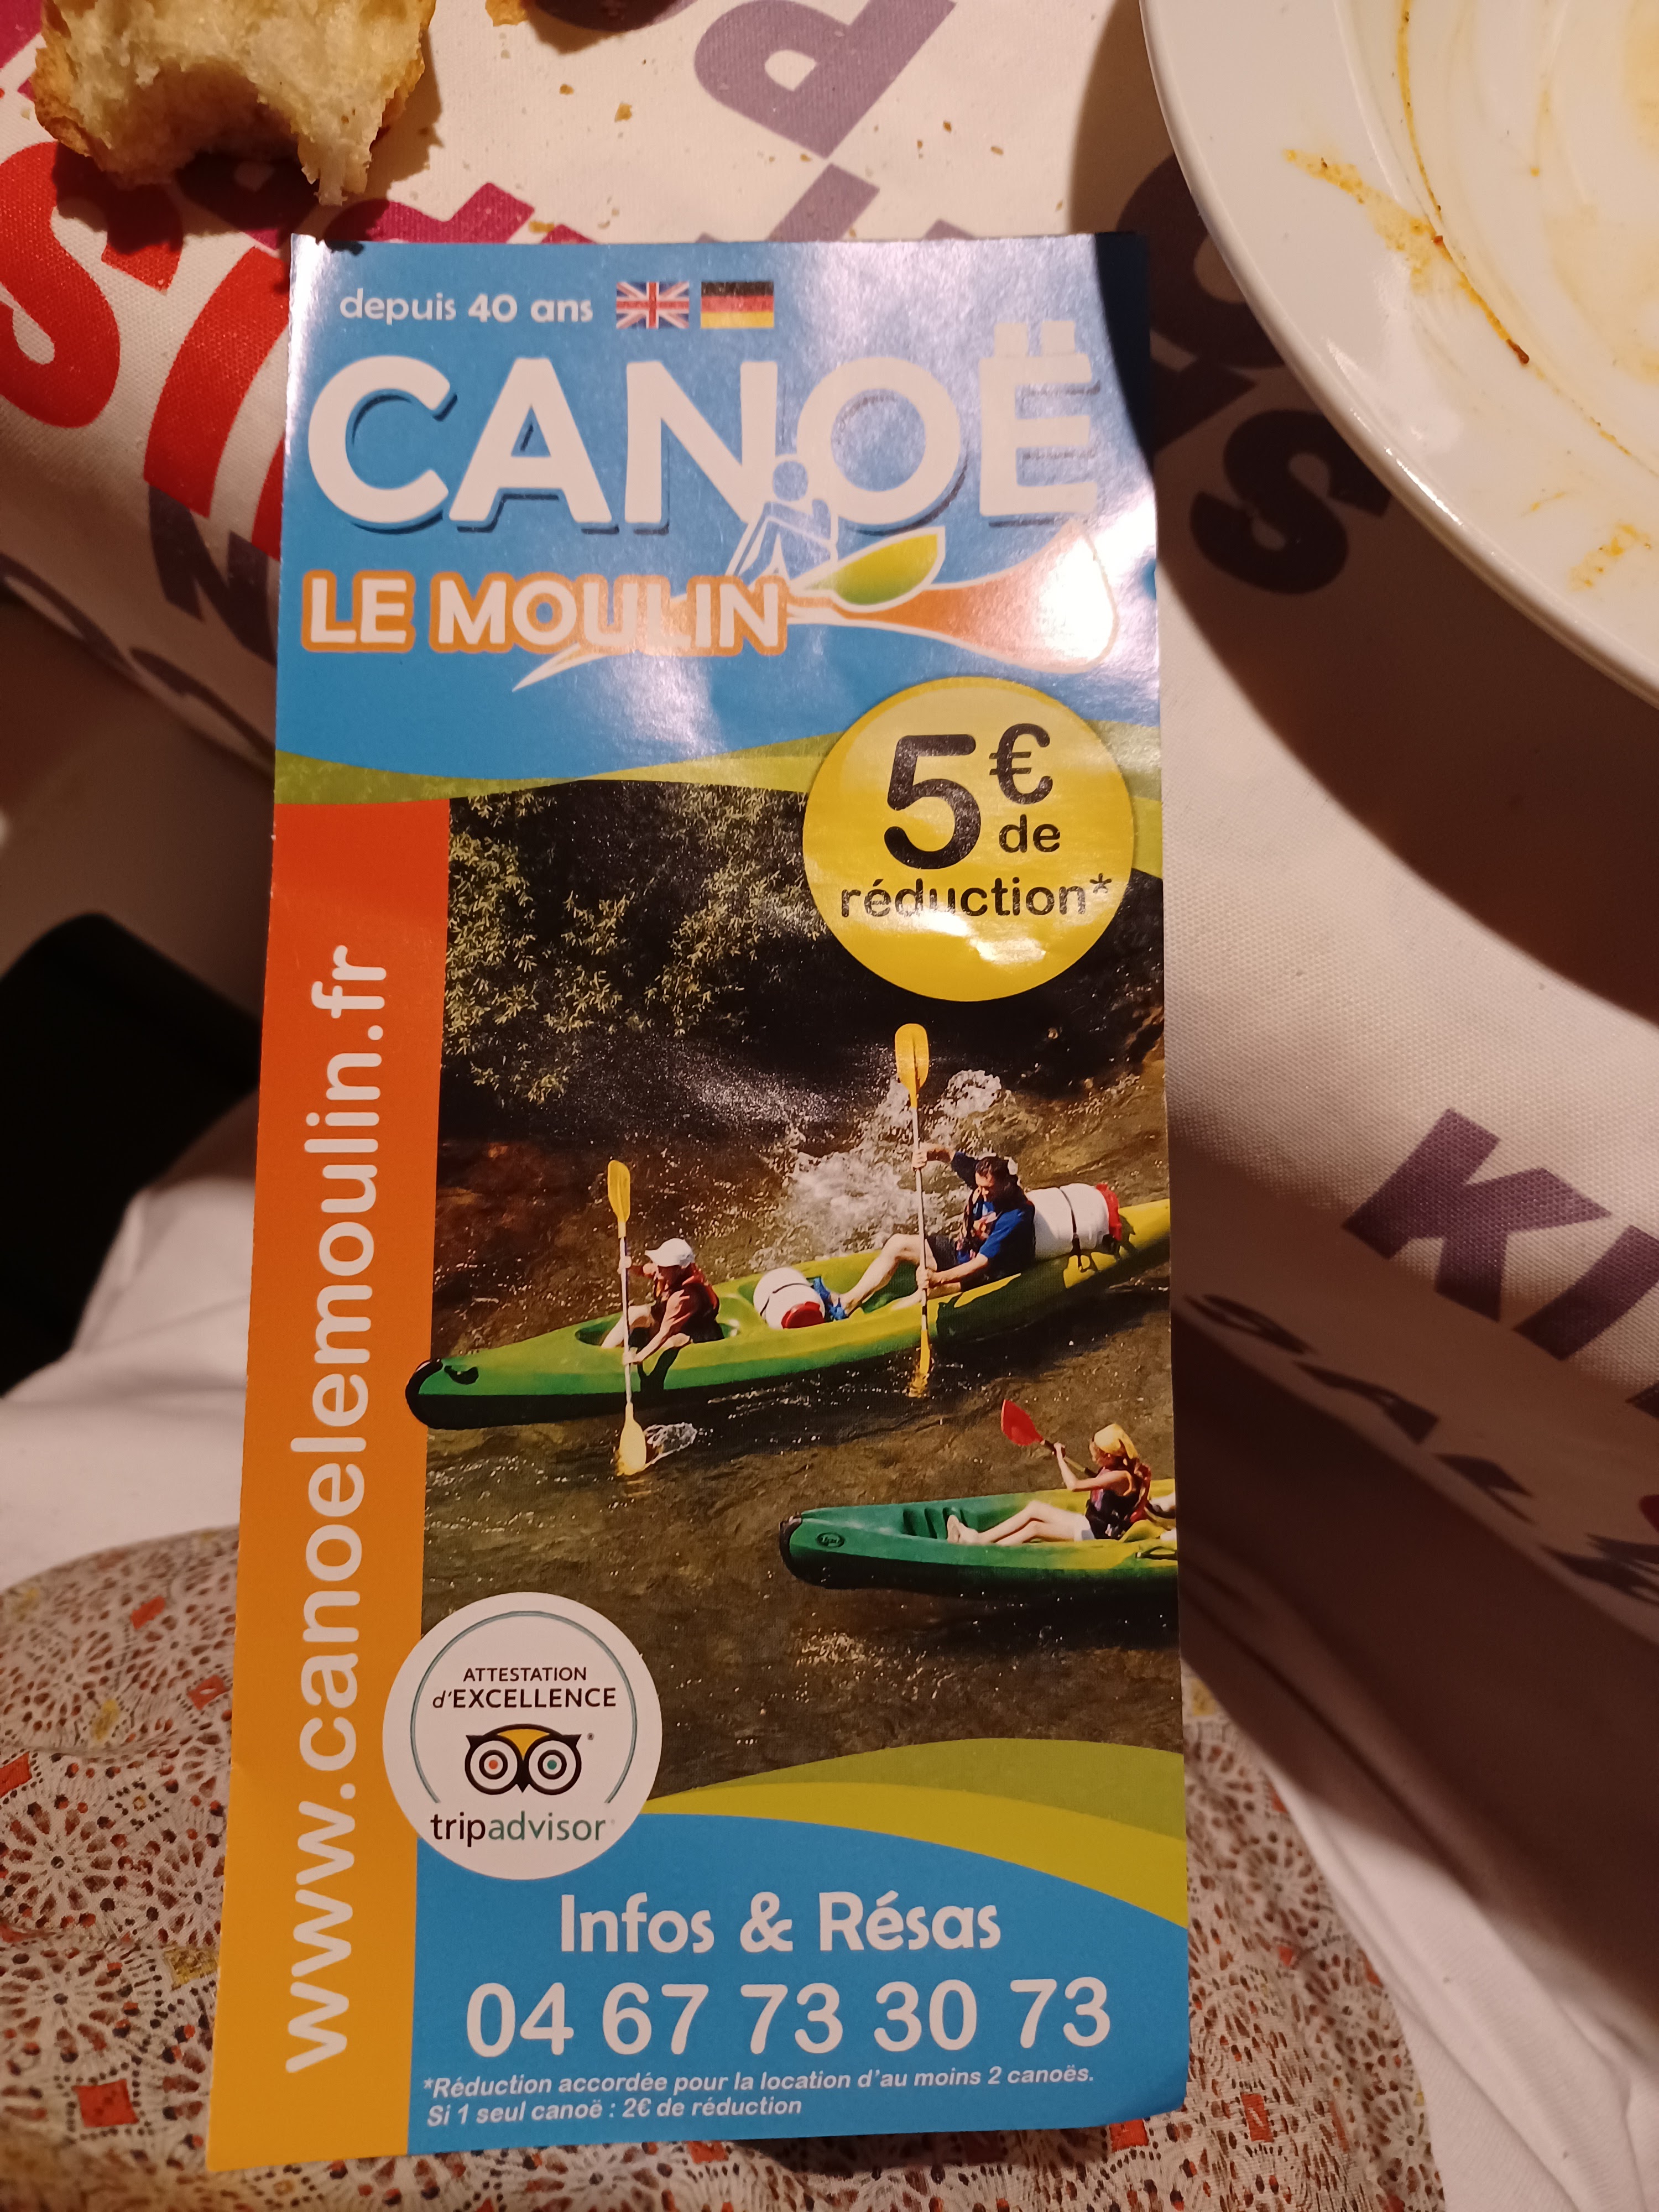 depuis 40 ans
CANOË
LE MOULIN
5€
de
réduction*
www.canoelemoulin.fr
ATTESTATION
d'EXCELLENCE
tripadvisor®
Infos & Résas
04 67 73 30 73
*Réduction accordée pour la location d'au moins 2 canoës.
Si 1 seul canoë : 2€ de réduction
KI